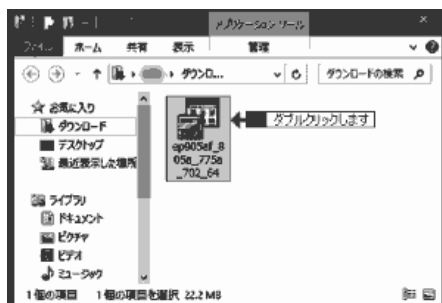 アプリケーション ツール
ファイル ホーム 共有 表示 管理
ダウンロ... ダウンロードの検索
お気に入り
ダウンロード
デスクトップ
最近表示した場所
ep905ef_8
05a_775a
_702_64
ダブルクリックします
ライブラリ
ドキュメント
ピクチャ
ビデオ
ミュージック
1 個の項目 1 個の項目を選択 22.2 MB